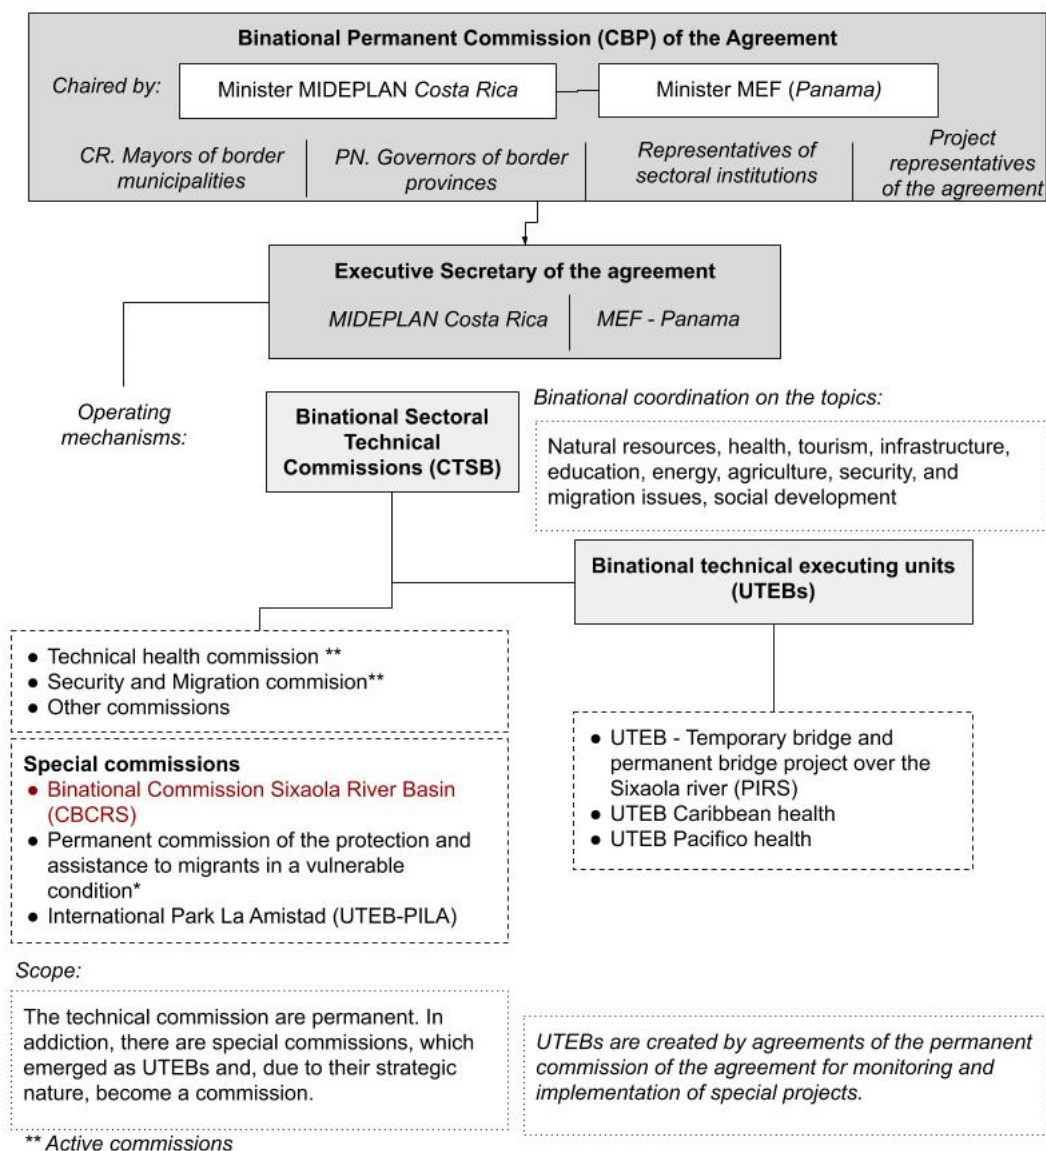 Binational Permanent Commission (CBP) of the Agreement
Chaired by:
Minister MIDEPLAN Costa Rica
Minister MEF (Panama)
CR. Mayors of border
municipalities
PN. Governors of border
provinces
Representatives of
sectoral institutions
Project
representatives
of the agreement
Executive Secretary of the agreement
MIDEPLAN Costa Rica
MEF - Panama
Operating
mechanisms:
Binational Sectoral
Technical
Commissions (CTSB)
Binational coordination on the topics:
Natural resources, health, tourism, infrastructure,
education, energy, agriculture, security, and
migration issues, social development
Binational technical executing units
(UTEBs)
● Technical health commission **
● Security and Migration commision**
● Other commissions
Special commissions
● Binational Commission Sixaola River Basin
(CBCRS)
● Permanent commission of the protection and
assistance to migrants in a vulnerable
condition*
● International Park La Amistad (UTEB-PILA)
● UTEB - Temporary bridge and
permanent bridge project over the
Sixaola river (PIRS)
● UTEB Caribbean health
● UTEB Pacifico health
Scope:
The technical commission are permanent. In
addiction, there are special commissions, which
emerged as UTEBs and, due to their strategic
nature, become a commission.
UTEBs are created by agreements of the permanent
commission of the agreement for monitoring and
implementation of special projects.
** Active commissions